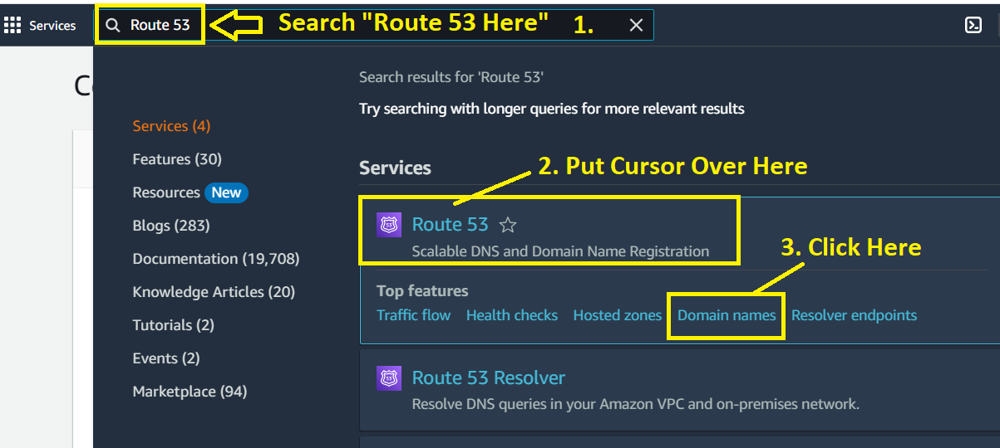 Services
Route 53
Search "Route 53 Here"
1.
Search results for 'Route 53'
Try searching with longer queries for more relevant results
Services (4)
Features (30)
Resources New
Blogs (283)
Documentation (19,708)
Knowledge Articles (20)
Tutorials (2)
Events (2)
Marketplace (94)
Services
2. Put Cursor Over Here
Route 53
Scalable DNS and Domain Name Registration
3. Click Here
Top features
Traffic flow Health checks Hosted zones Domain names Resolver endpoints
Route 53 Resolver
Resolve DNS queries in your Amazon VPC and on-premises network.